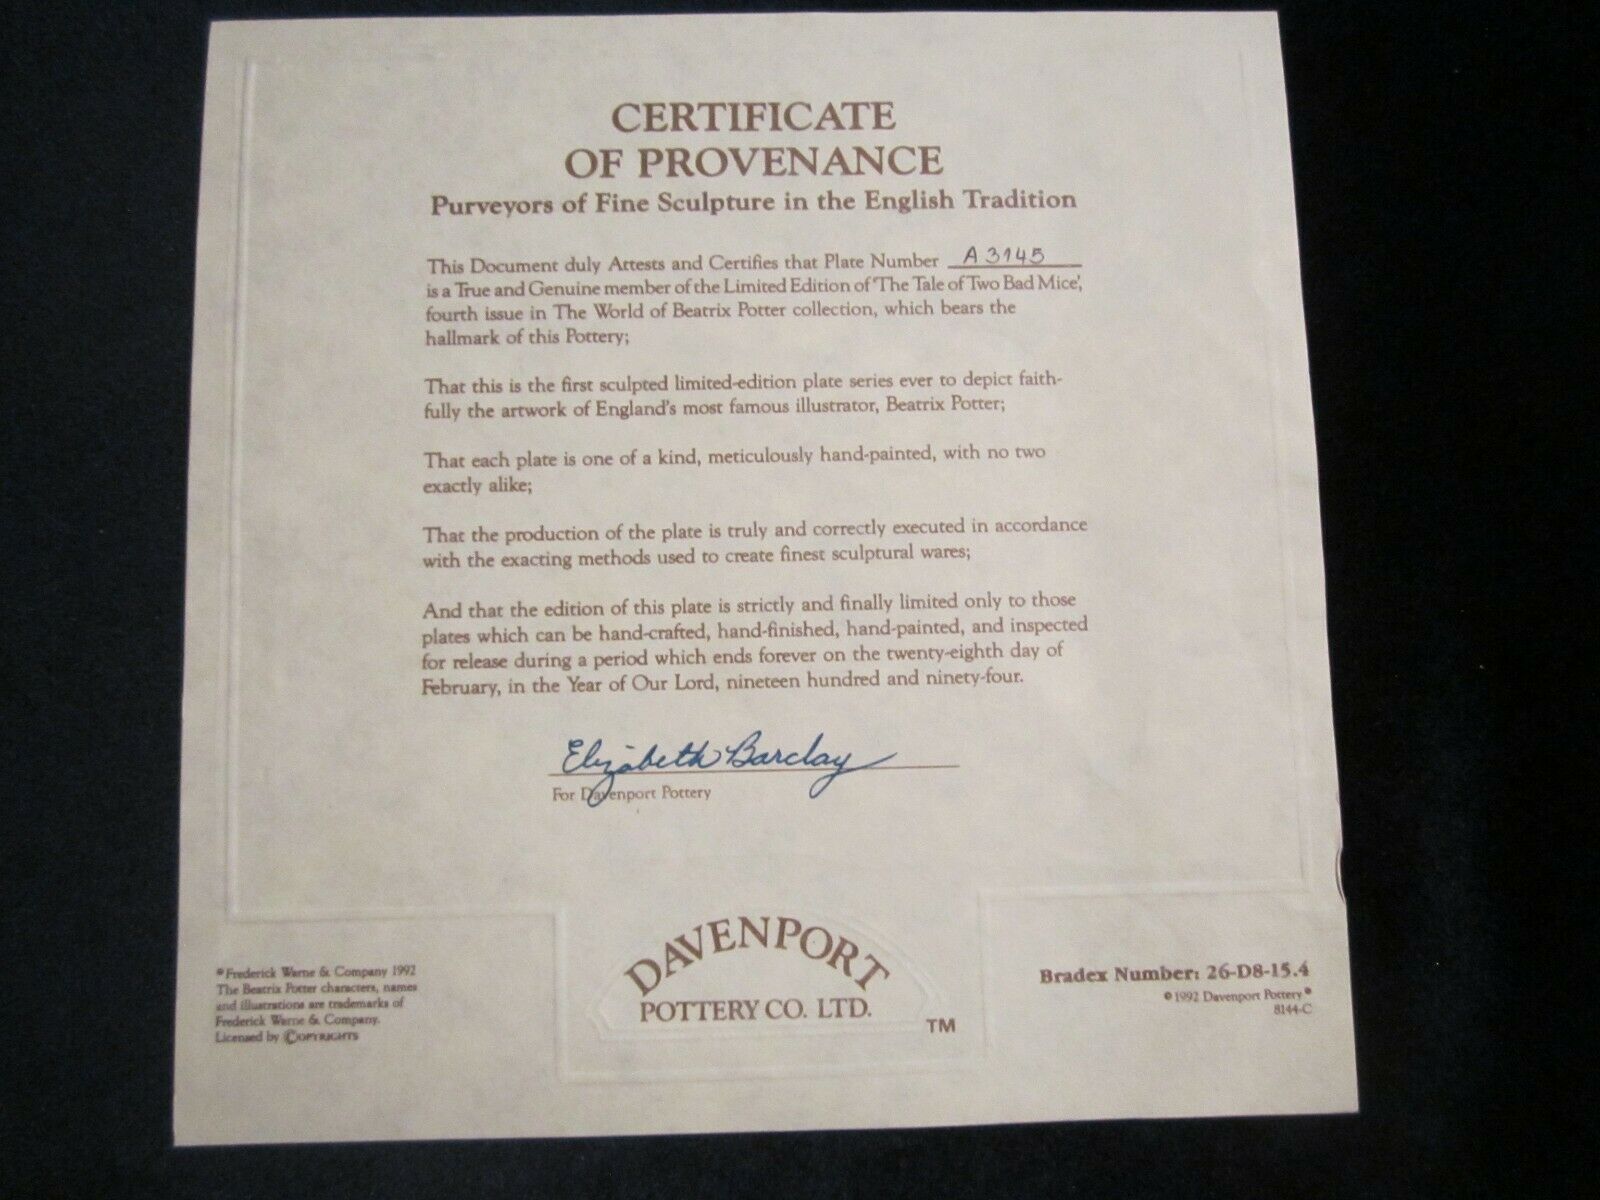 CERTIFICATE
OF PROVENANCE
Purveyors of Fine Sculpture in the English Tradition
This Document duly Attests and Certifies that Plate Number A 3145
is a True and Genuine member of the Limited Edition of 'The Tale of Two Bad Mice',
fourth issue in The World of Beatrix Potter collection, which bears the
hallmark of this Pottery;
That this is the first sculpted limited-edition plate series ever to depict faith-
fully the artwork of England's most famous illustrator, Beatrix Potter;
That each plate is one of a kind, meticulously hand-painted, with no two
exactly alike;
That the production of the plate is truly and correctly executed in accordance
with the exacting methods used to create finest sculptural wares;
And that the edition of this plate is strictly and finally limited only to those
plates which can be hand-crafted, hand-finished, hand-painted, and inspected
for release during a period which ends forever on the twenty-eighth day of
February, in the Year of Our Lord, nineteen hundred and ninety-four.
Elizabeth Barclay
For Davenport Pottery
© Frederick Warne & Company 1992
The Beatrix Potter characters, names
and illustrations are trademarks of
Frederick Warne & Company.
Licensed by COPYRIGHTS
DAVENPORT
POTTERY CO. LTD.
TM
Bradex Number: 26-D8-15.4
© 1992 Davenport Pottery®
8144-C